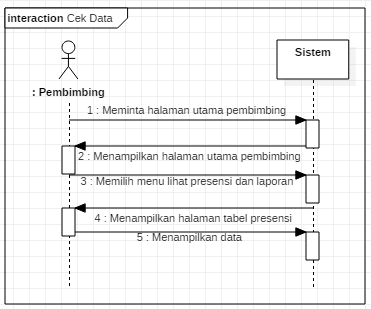 interaction Cek Data
Sistem
: Pembimbing
1 : Meminta halaman utama pembimbing
2 : Menampilkan halaman utama pembimbing
3 : Memilih menu lihat presensi dan laporan
4 : Menampilkan halaman tabel presensi
5 : Menampilkan data